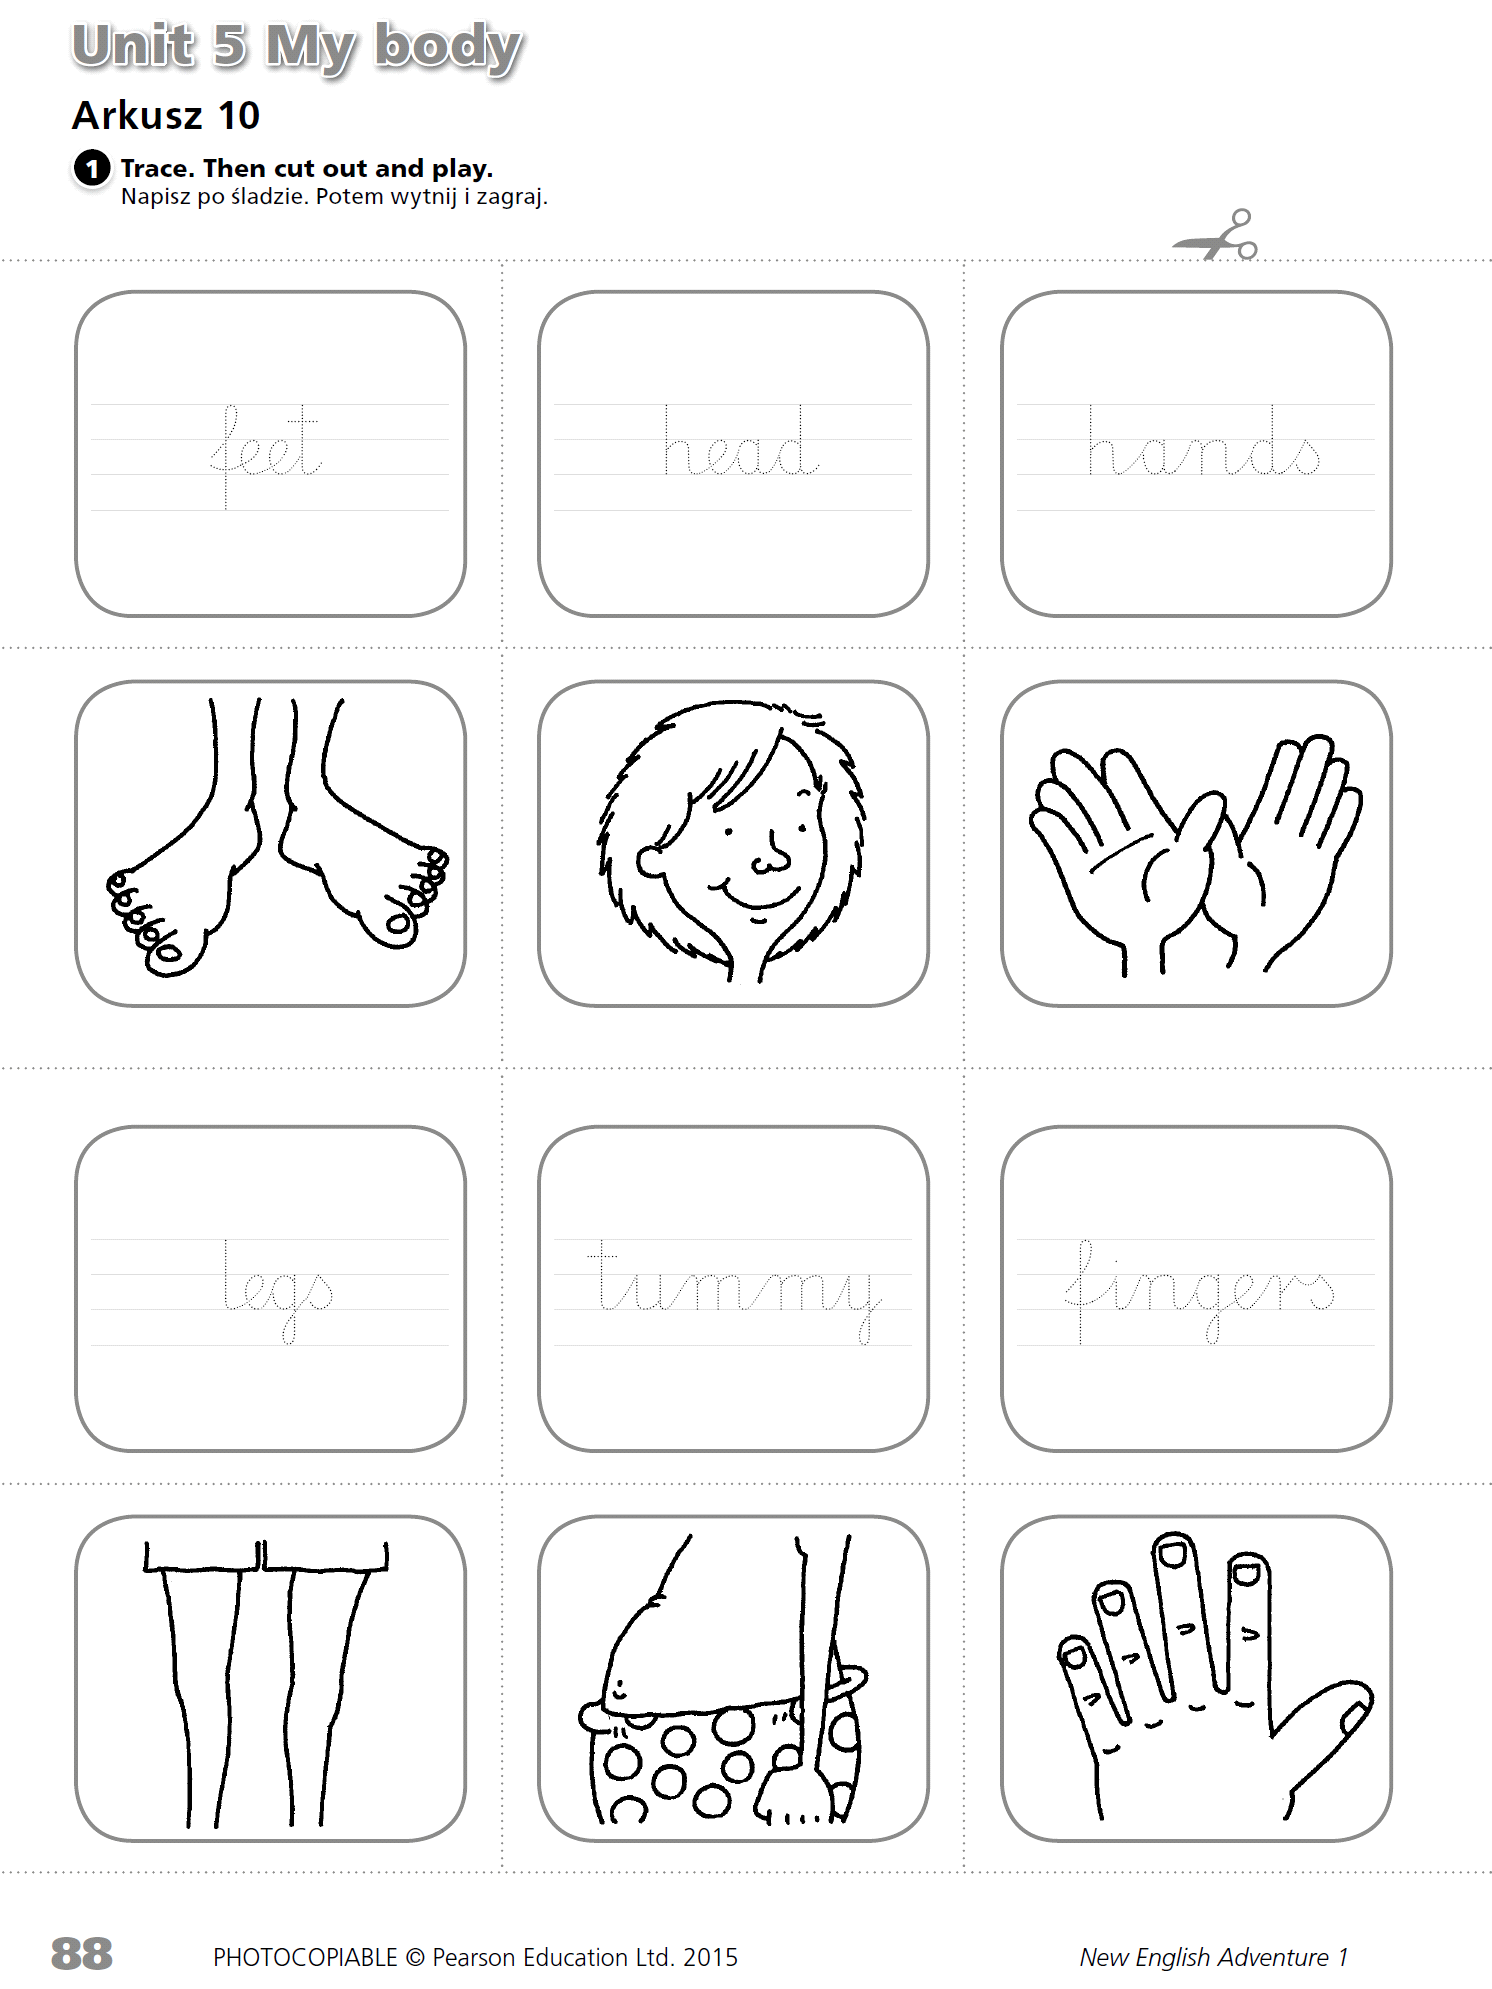 Unit 5 My body
Arkusz 10
1 Trace. Then cut out and play.
Napisz po śladzie. Potem wytnij i zagraj.
feet head hands
legs tummy fingers
88 PHOTOCOPIABLE © Pearson Education Ltd. 2015 New English Adventure 1